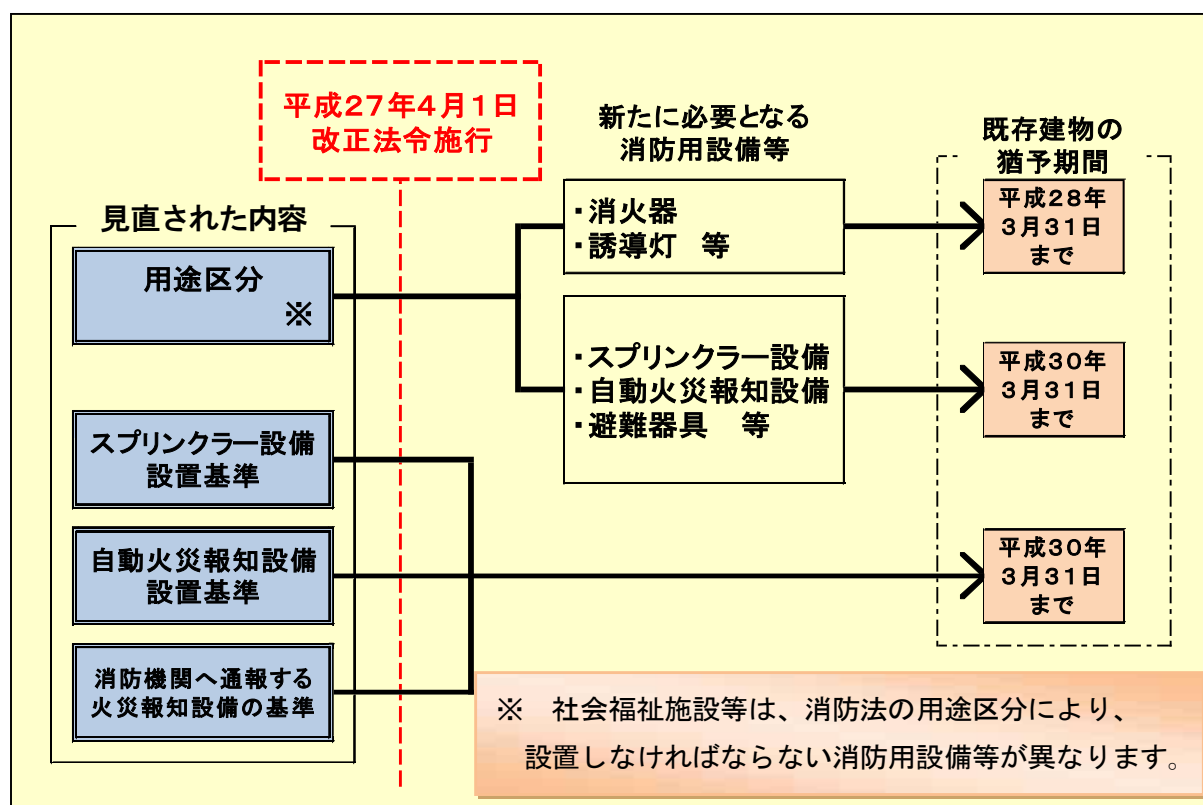 平成27年4月1日
改正法令施行
新たに必要となる
消防用設備等
既存建物の
猶予期間
見直された内容
用途区分
※
・消火器
・誘導灯　等
平成28年
3月31日
まで
・スプリンクラー設備
・自動火災報知設備
・避難器具　等
平成30年
3月31日
まで
スプリンクラー設備
設置基準
自動火災報知設備
設置基準
平成30年
3月31日
まで
消防機関へ通報する
火災報知設備の基準
※　社会福祉施設等は、消防法の用途区分により、
設置しなければならない消防用設備等が異なります。